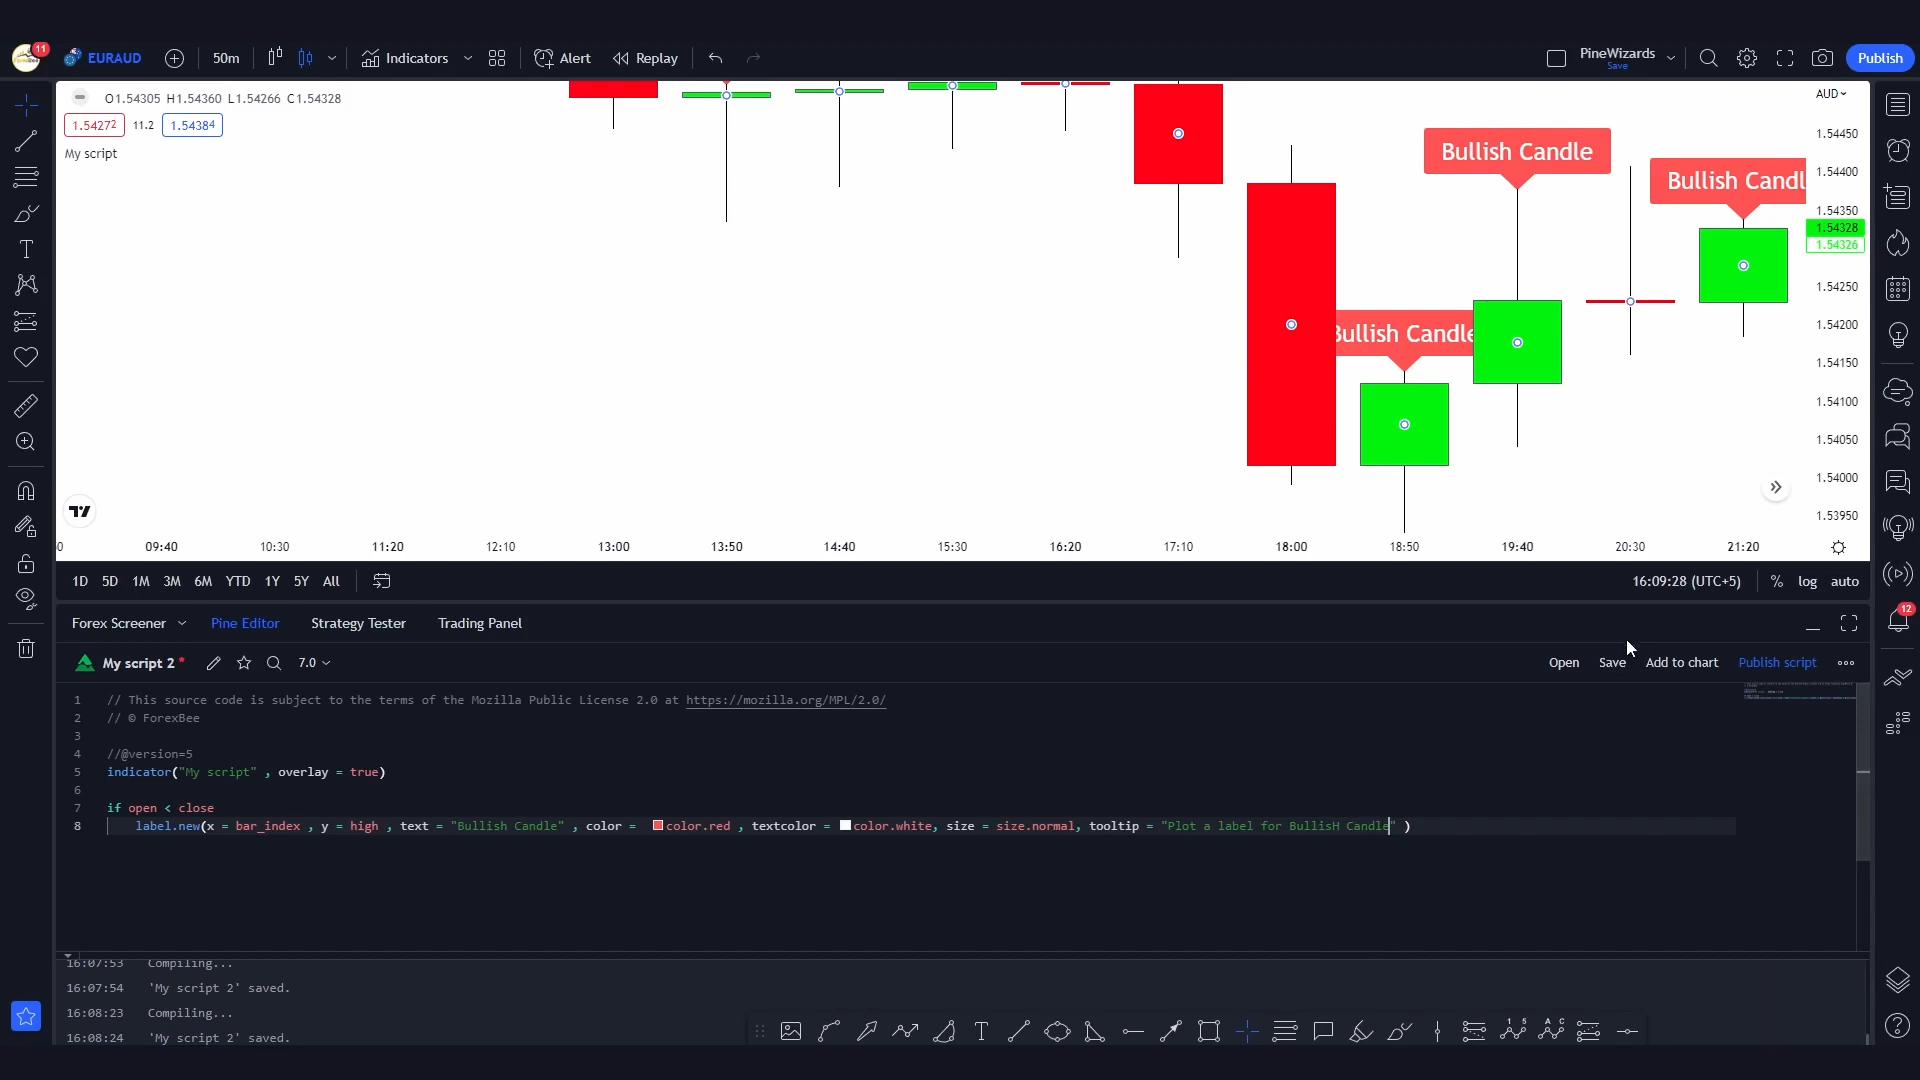 11
EURAUD
50m
Indicators
Alert
Replay
PineWizards
Save
Publish
O1.54305 H1.54360 L1.54266 C1.54328
1.54272 11.2 1.54384
My script
AUD
1.54450
1.54400
1.54350
1.54328
1.54326
1.54250
1.54200
1.54150
1.54100
1.54050
1.54000
1.53950
Bullish Candle
Bullish Candl
Bullish Candle
09:40 10:30 11:20 12:10 13:00 13:50 14:40 15:30 16:20 17:10 18:00 18:50 19:40 20:30 21:20
1D 5D 1M 3M 6M YTD 1Y 5Y All
16:09:28 (UTC+5) % log auto
12
Forex Screener Pine Editor Strategy Tester Trading Panel
My script 2 * 7.0 Open Save Add to chart Publish script
1 // This source code is subject to the terms of the Mozilla Public License 2.0 at https://mozilla.org/MPL/2.0/
2 // © ForexBee
3
4 //@version=5
5 indicator("My script" , overlay = true)
6
7 if open < close
8 label.new(x = bar_index , y = high , text = "Bullish Candle" , color = color.red , textcolor = color.white, size = size.normal, tooltip = "Plot a label for BullisH Candle" )
16:07:53 Compiling...
16:07:54 'My script 2' saved.
16:08:23 Compiling...
16:08:24 'My script 2' saved.